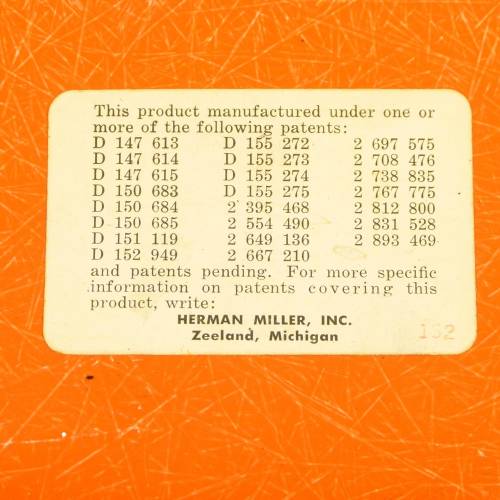 This product manufactured under one or
more of the following patents:
D 147 613 D 155 272 2 697 575
D 147 614 D 155 273 2 708 476
D 147 615 D 155 274 2 738 835
D 150 683 D 155 275 2 767 775
D 150 684 2 395 468 2 812 800
D 150 685 2 554 490 2 831 528
D 151 119 2 649 136 2 893 469
D 152 949 2 667 210
and patents pending. For more specific
information on patents covering this
product, write:
HERMAN MILLER, INC.
Zeeland, Michigan